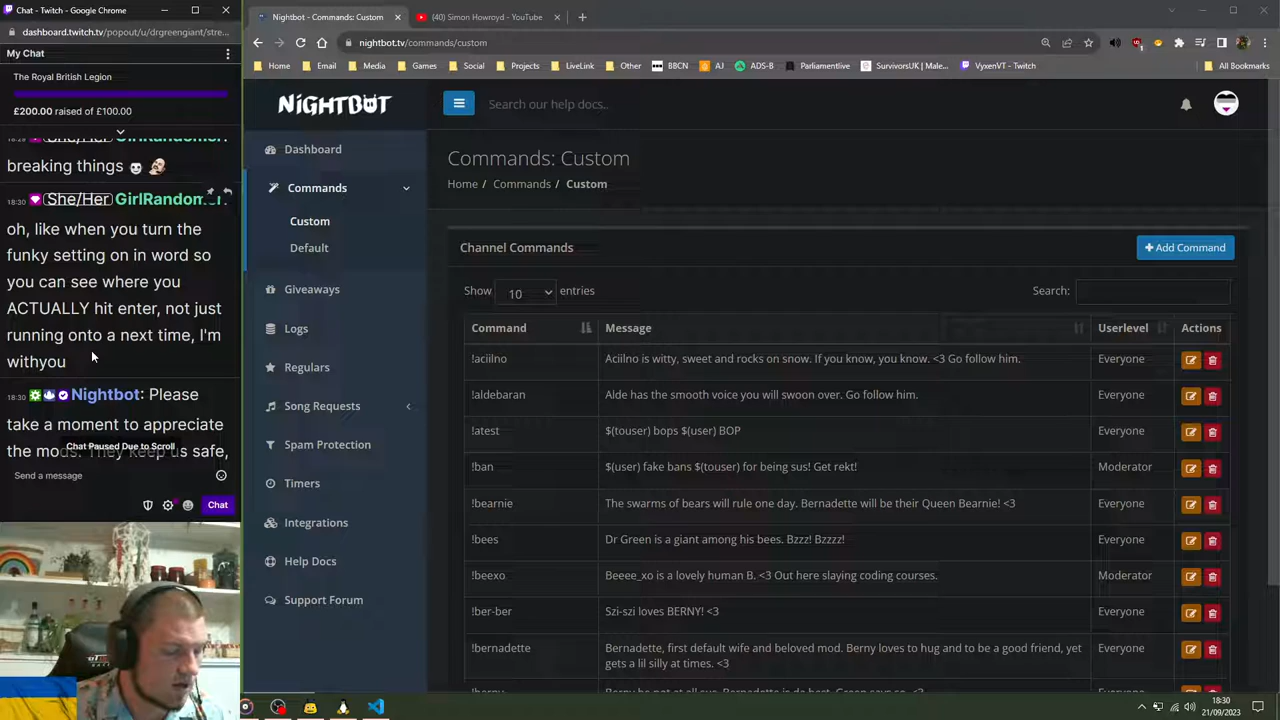 Chat - Twitch - Google Chrome
dashboard.twitch.tv/popout/u/drgreengiant/stre...
My Chat
The Royal British Legion
£200.00 raised of £100.00
breaking things
18:30 She/Her GirlRandom
oh, like when you turn the
funky setting on in word so
you can see where you
ACTUALLY hit enter, not just
running onto a next time, I'm
withyou
18:30 Nightbot: Please
take a moment to appreciate
the mods. They keep us safe,
Chat Paused Due to Scroll
Send a message
Chat
Nightbot - Commands: Custom
(40) Simon Howroyd - YouTube
nightbot.tv/commands/custom
Home
Email
Media
Games
Social
Projects
LiveLink
Other
BBCN
AJ
ADS-B
Parliamentlive
SurvivorsUK | Male...
VyxenVT - Twitch
All Bookmarks
NIGHTBOT
Search our help docs...
Dashboard
Commands
Custom
Default
Giveaways
Logs
Regulars
Song Requests
Spam Protection
Timers
Integrations
Help Docs
Support Forum
Commands: Custom
Home / Commands / Custom
Channel Commands
+ Add Command
Show 10 entries
Search:
Command Message Userlevel Actions
!aciilno Aciilno is witty, sweet and rocks on snow. If you know, you know. <3 Go follow him. Everyone
!aldebaran Alde has the smooth voice you will swoon over. Go follow him. Everyone
!atest $(touser) bops $(user) BOP Everyone
!ban $(user) fake bans $(touser) for being sus! Get rekt! Moderator
!bearnie The swarms of bears will rule one day. Bernadette will be their Queen Bearnie! <3 Everyone
!bees Dr Green is a giant among his bees. Bzzz! Bzzzz! Everyone
!beexo Beeee_xo is a lovely human B. <3 Out here slaying coding courses. Moderator
!ber-ber Szi-szi loves BERNY! <3 Everyone
!bernadette Bernadette, first default wife and beloved mod. Berny loves to hug and to be a good friend, yet Everyone
gets a lil silly at times. <3
18:30
21/09/2023